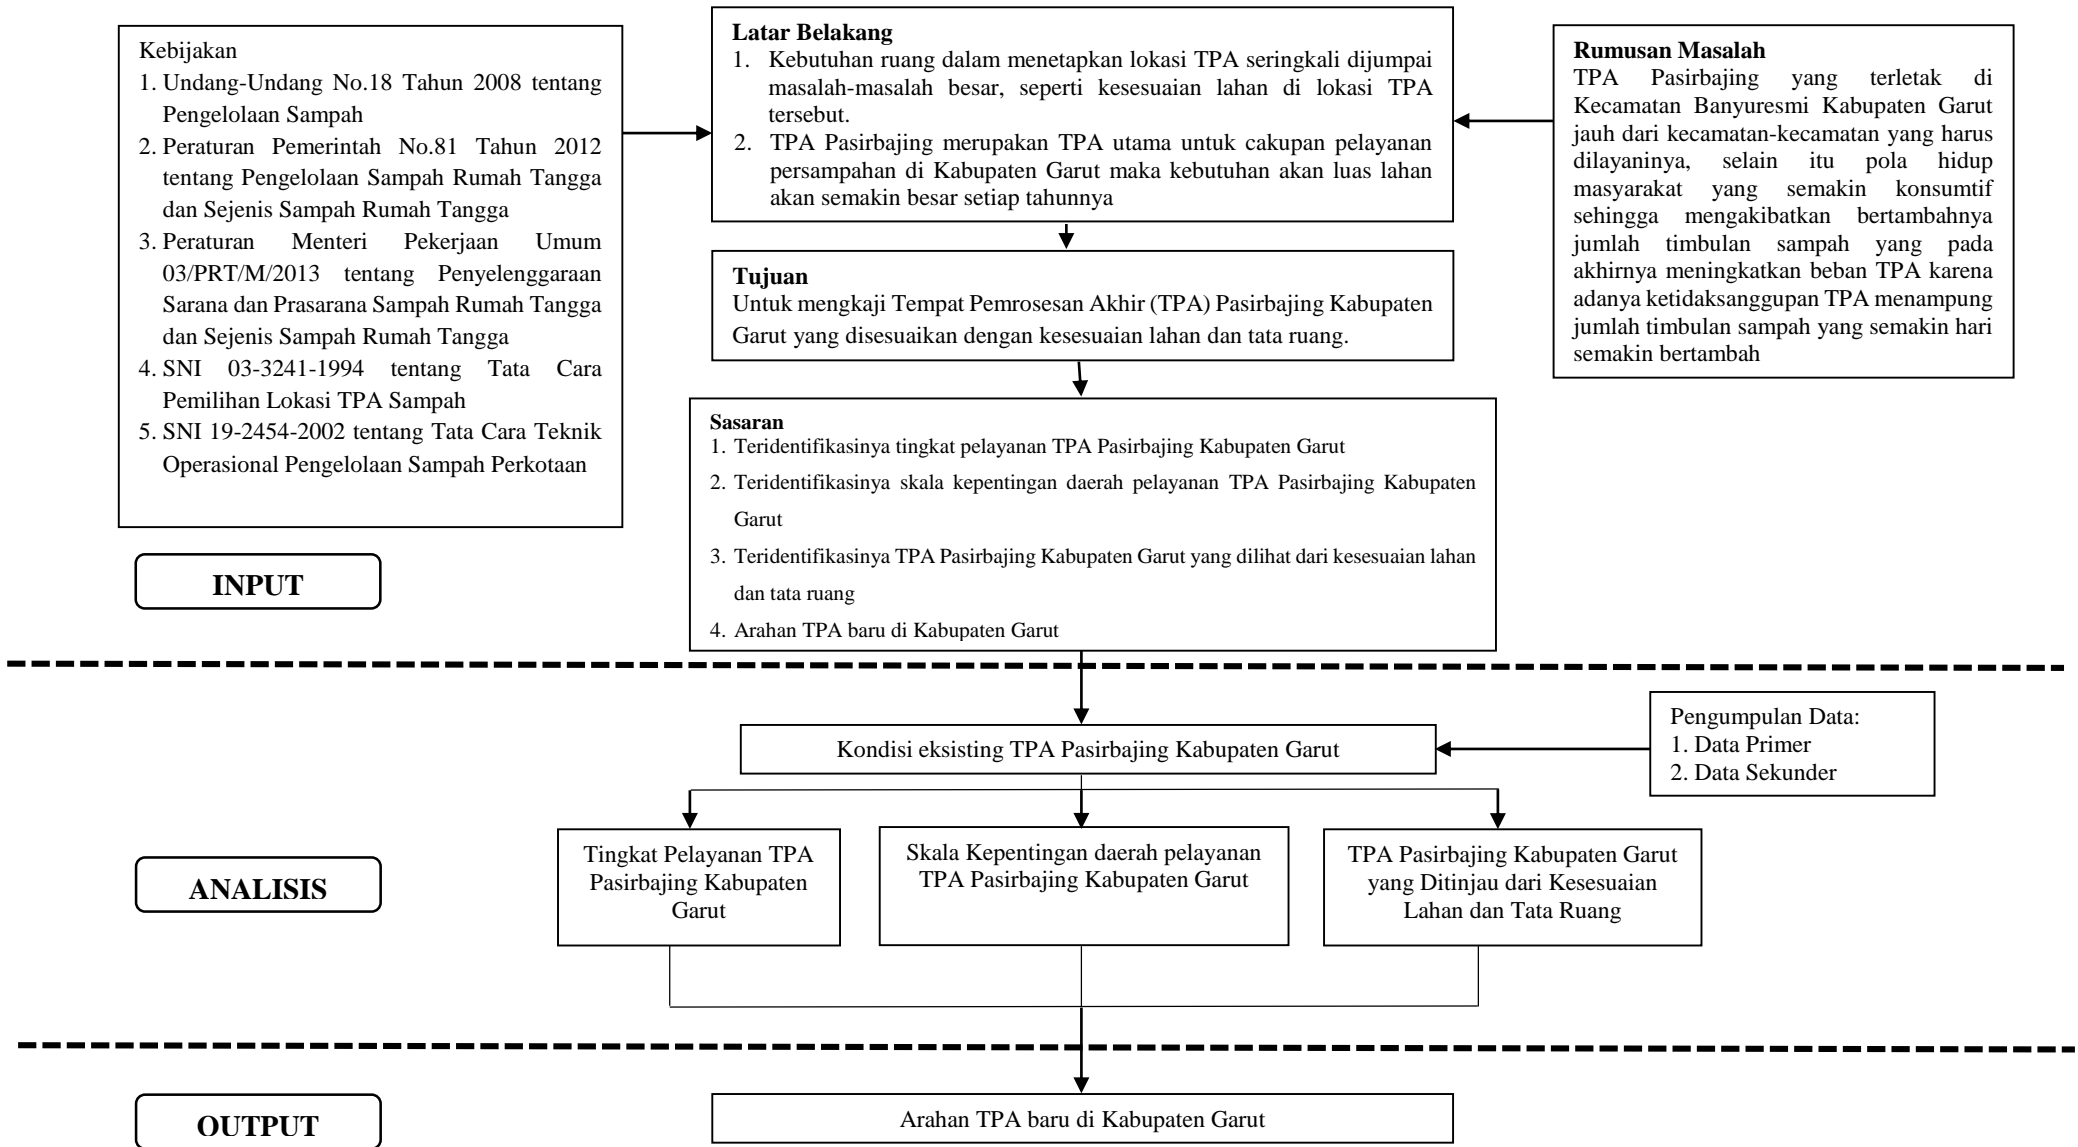 Kebijakan
1. Undang-Undang No.18 Tahun 2008 tentang
Pengelolaan Sampah
2. Peraturan Pemerintah No.81 Tahun 2012
tentang Pengelolaan Sampah Rumah Tangga
dan Sejenis Sampah Rumah Tangga
3. Peraturan Menteri Pekerjaan Umum
03/PRT/M/2013 tentang Penyelenggaraan
Sarana dan Prasarana Sampah Rumah Tangga
dan Sejenis Sampah Rumah Tangga
4. SNI 03-3241-1994 tentang Tata Cara
Pemilihan Lokasi TPA Sampah
5. SNI 19-2454-2002 tentang Tata Cara Teknik
Operasional Pengelolaan Sampah Perkotaan
Latar Belakang
1. Kebutuhan ruang dalam menetapkan lokasi TPA seringkali dijumpai
masalah-masalah besar, seperti kesesuaian lahan di lokasi TPA
tersebut.
2. TPA Pasirbajing merupakan TPA utama untuk cakupan pelayanan
persampahan di Kabupaten Garut maka kebutuhan akan luas lahan
akan semakin besar setiap tahunnya
Rumusan Masalah
TPA Pasirbajing yang terletak di
Kecamatan Banyuresmi Kabupaten Garut
jauh dari kecamatan-kecamatan yang harus
dilayaninya, selain itu pola hidup
masyarakat yang semakin konsumtif
sehingga mengakibatkan bertambahnya
jumlah timbulan sampah yang pada
akhirnya meningkatkan beban TPA karena
adanya ketidaksanggupan TPA menampung
jumlah timbulan sampah yang semakin hari
semakin bertambah
Tujuan
Untuk mengkaji Tempat Pemrosesan Akhir (TPA) Pasirbajing Kabupaten
Garut yang disesuaikan dengan kesesuaian lahan dan tata ruang.
Sasaran
1. Teridentifikasinya tingkat pelayanan TPA Pasirbajing Kabupaten Garut
2. Teridentifikasinya skala kepentingan daerah pelayanan TPA Pasirbajing Kabupaten
Garut
3. Teridentifikasinya TPA Pasirbajing Kabupaten Garut yang dilihat dari kesesuaian lahan
dan tata ruang
4. Arahan TPA baru di Kabupaten Garut
INPUT
Kondisi eksisting TPA Pasirbajing Kabupaten Garut
Pengumpulan Data:
1. Data Primer
2. Data Sekunder
ANALISIS
Tingkat Pelayanan TPA
Pasirbajing Kabupaten
Garut
Skala Kepentingan daerah pelayanan
TPA Pasirbajing Kabupaten Garut
TPA Pasirbajing Kabupaten Garut
yang Ditinjau dari Kesesuaian
Lahan dan Tata Ruang
OUTPUT
Arahan TPA baru di Kabupaten Garut